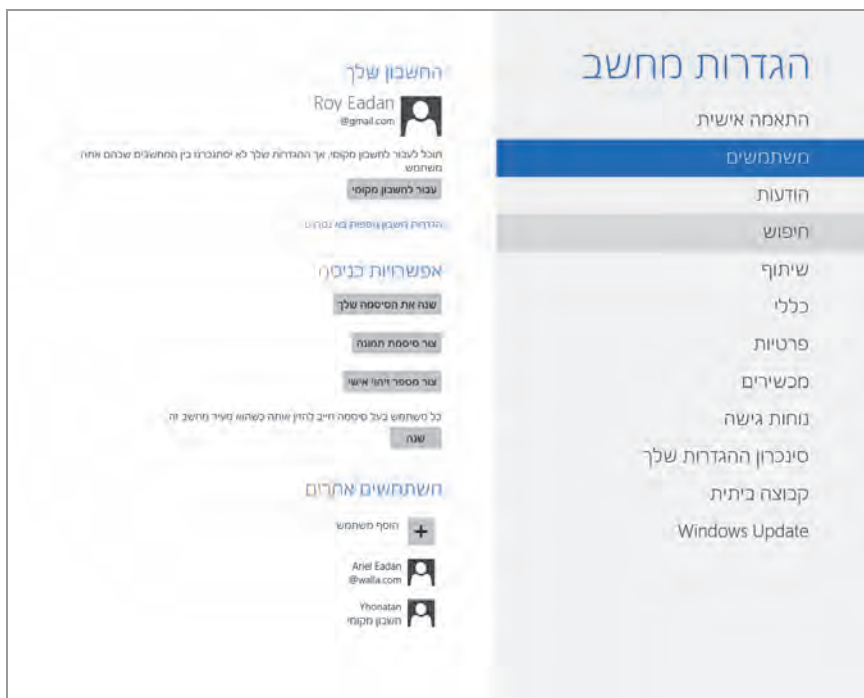 הגדרות מחשב
התאמה אישית
משתמשים
הודעות
חיפוש
שיתוף
כללי
פרטיות
מכשירים
נוחות גישה
סינכרון ההגדרות שלך
קבוצה ביתית
Windows Update
החשבון שלך
Roy Eadan
@gmail.com
תוכל לעבור לחשבון מקומי, אך ההגדרות שלך לא יסתנכרנו בין המחשבים שבהם אתה
משתמש.
עבור לחשבון מקומי
הגדרות חשבון נוספות
אפשרויות כניסה
שנה את הסיסמה שלך
צור סיסמת תמונה
צור מספר זיהוי אישי
כל משתמש בעל סיסמה חייב להזין אותה כשהוא מעיר מחשב זה.
שנה
משתמשים אחרים
הוסף משתמש
Ariel Eadan
@walla.com
Yhonatan
חשבון מקומי